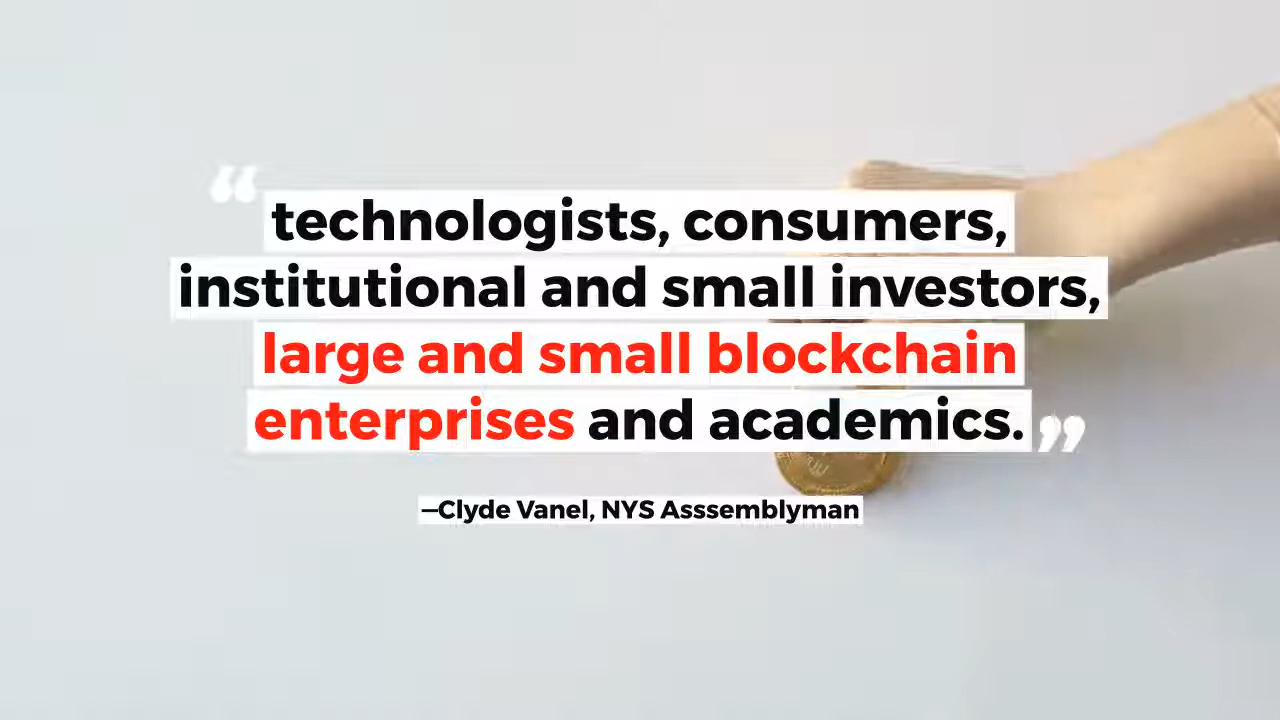 “technologists, consumers,
institutional and small investors,
large and small blockchain
enterprises and academics.”
—Clyde Vanel, NYS Asssemblyman